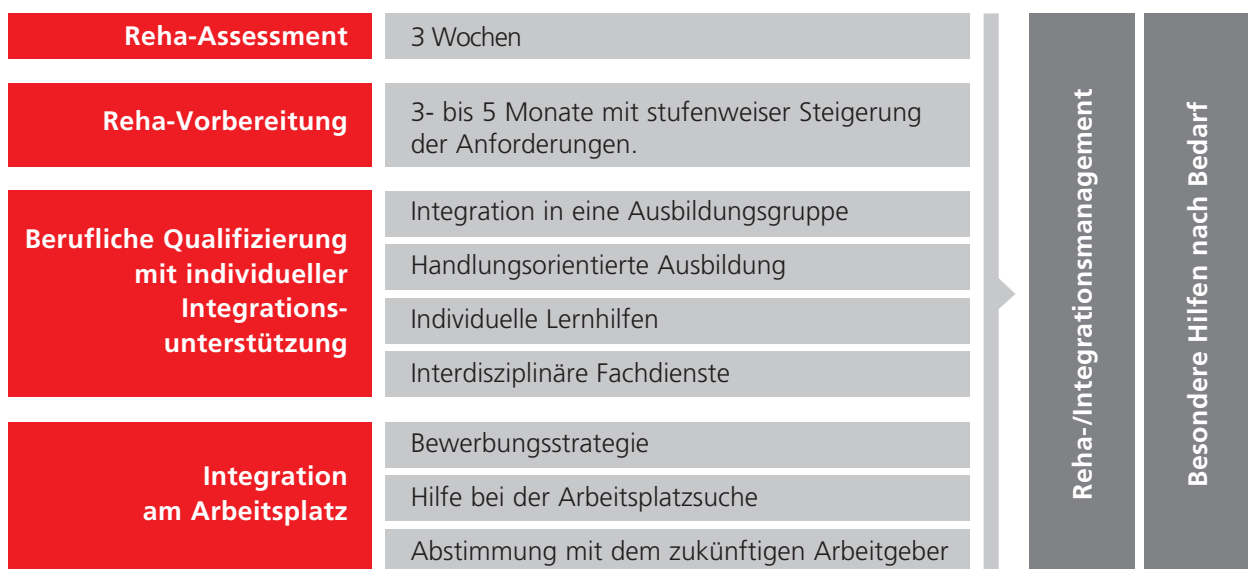 Reha-Assessment
3 Wochen
Reha-Vorbereitung
3- bis 5 Monate mit stufenweiser Steigerung
der Anforderungen.
Berufliche Qualifizierung
mit individueller
Integrations-
unterstützung
Integration in eine Ausbildungsgruppe
Handlungsorientierte Ausbildung
Individuelle Lernhilfen
Interdisziplinäre Fachdienste
Integration
am Arbeitsplatz
Bewerbungsstrategie
Hilfe bei der Arbeitsplatzsuche
Abstimmung mit dem zukünftigen Arbeitgeber
Reha-/Integrationsmanagement
Besondere Hilfen nach Bedarf